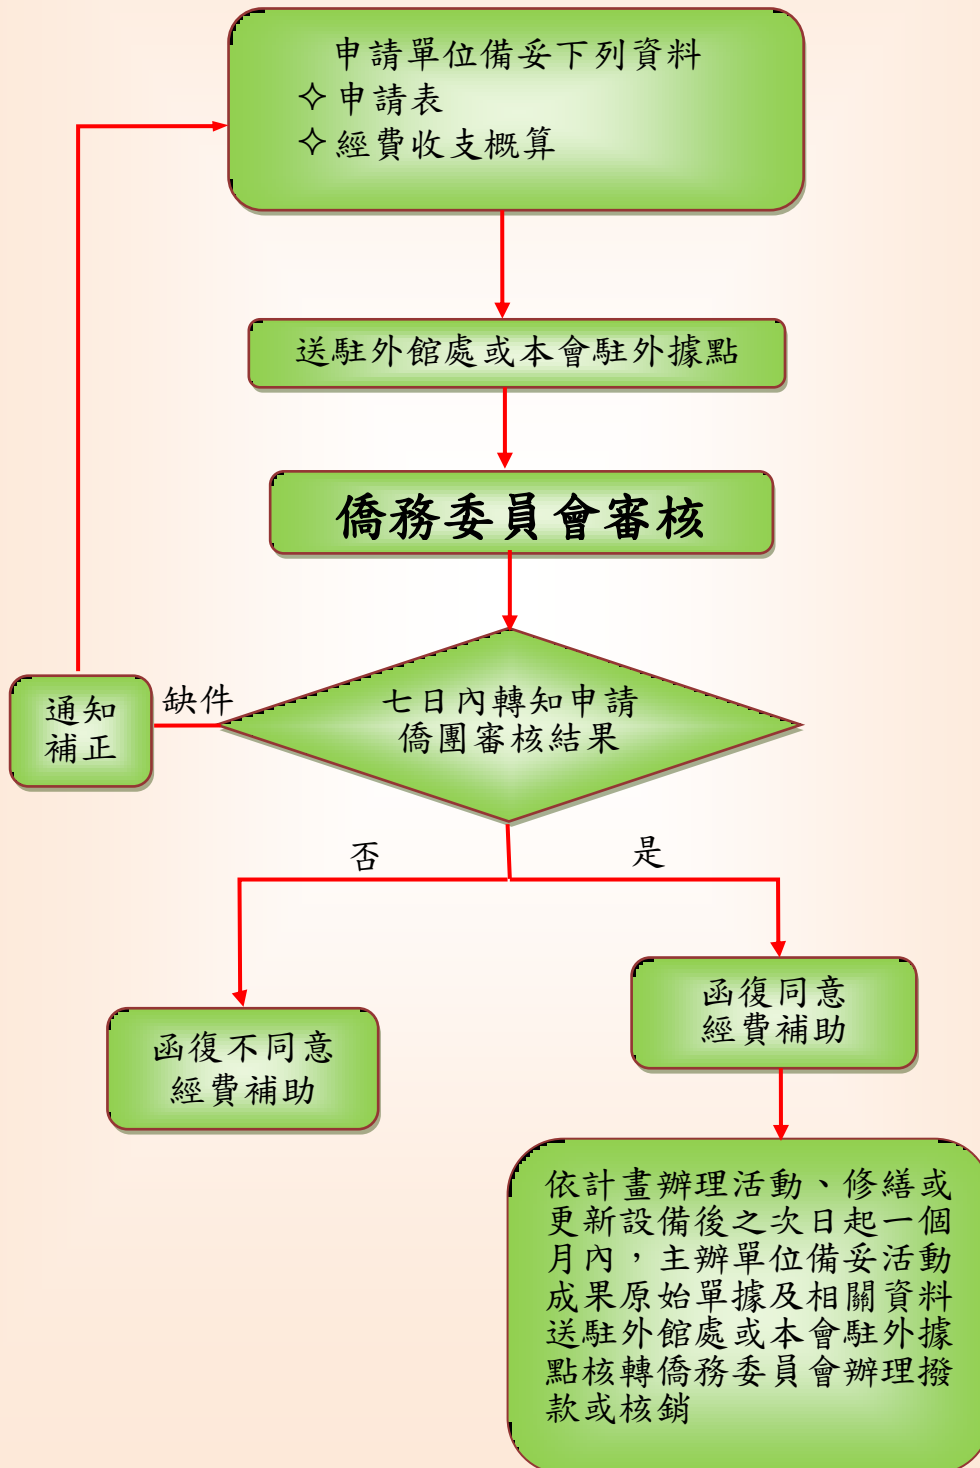 申請單位備妥下列資料
✧申請表
✧經費收支概算
送駐外館處或本會駐外據點
僑務委員會審核
七日內轉知申請
僑團審核結果
缺件
通知
補正
否
是
函復不同意
經費補助
函復同意
經費補助
依計畫辦理活動、修繕或
更新設備後之次日起一個
月內，主辦單位備妥活動
成果原始單據及相關資料
送駐外館處或本會駐外據
點核轉僑務委員會辦理撥
款或核銷